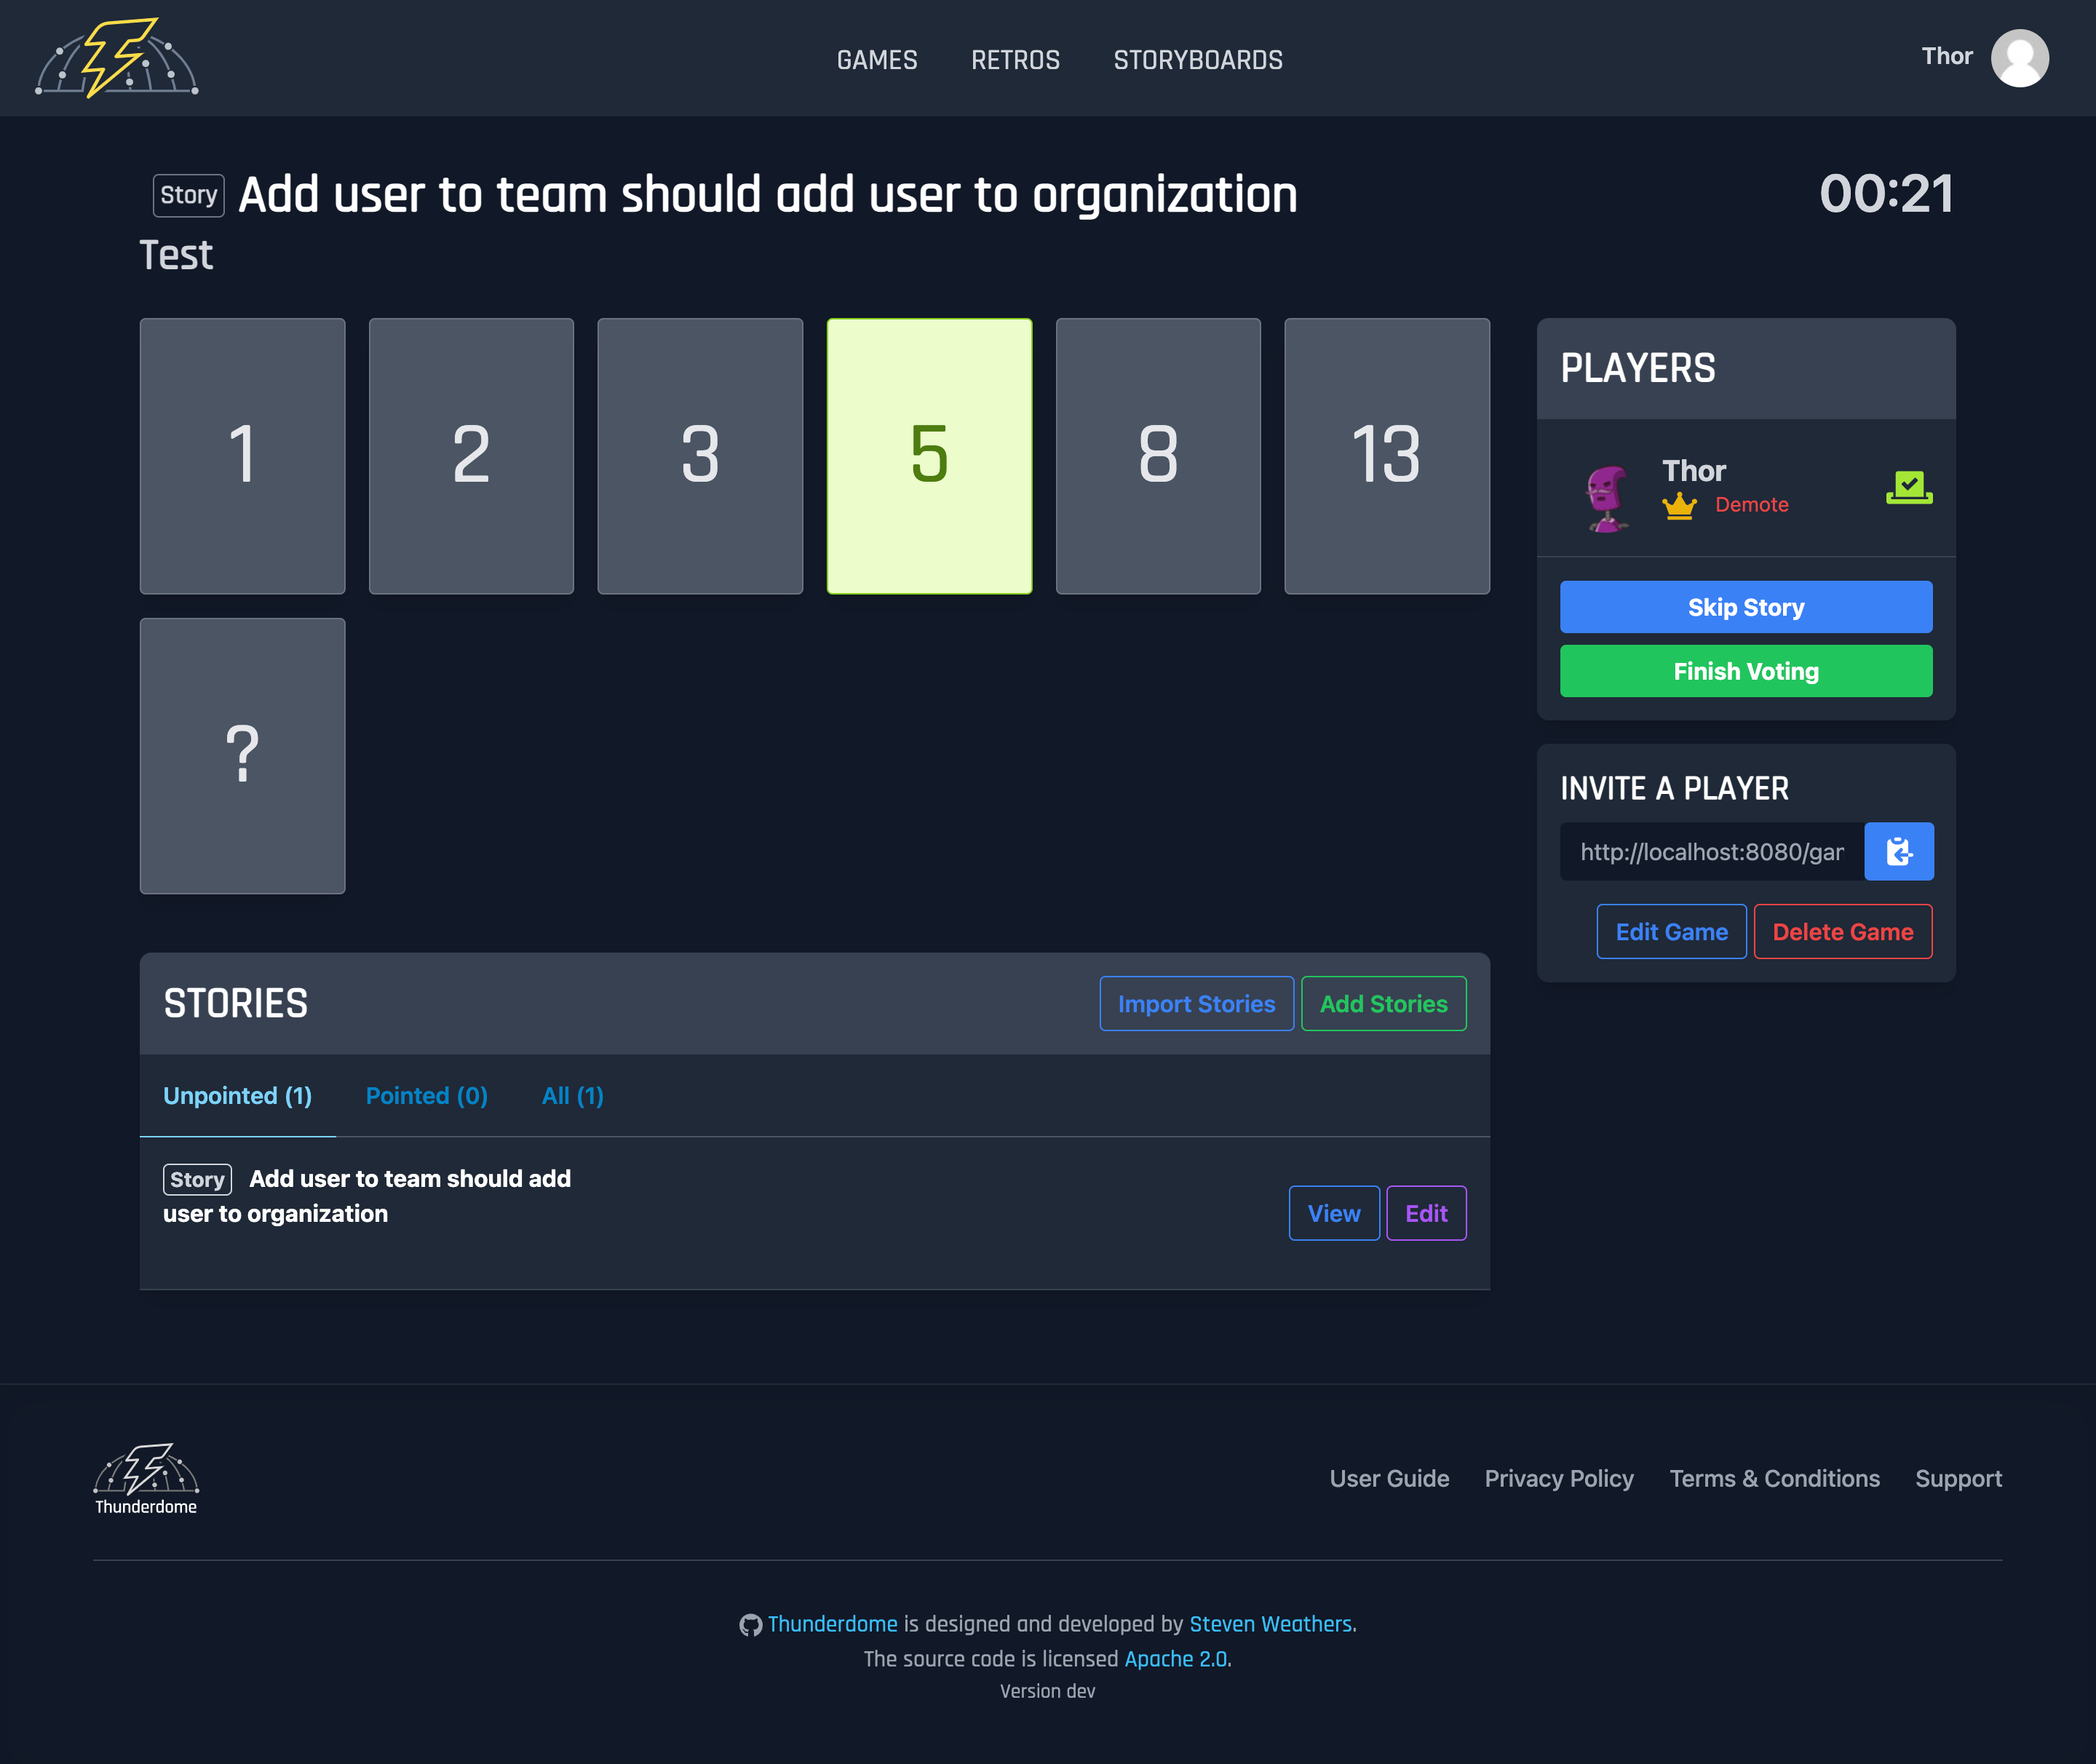 GAMES RETROS STORYBOARDS Thor
Story Add user to team should add user to organization 00:21
Test
1 2 3 5 8 13
?
PLAYERS
Thor
Demote
Skip Story
Finish Voting
INVITE A PLAYER
http://localhost:8080/gar
Edit Game Delete Game
STORIES Import Stories Add Stories
Unpointed (1) Pointed (0) All (1)
Story Add user to team should add
user to organization
View Edit
Thunderdome
User Guide Privacy Policy Terms & Conditions Support
Thunderdome is designed and developed by Steven Weathers.
The source code is licensed Apache 2.0.
Version dev